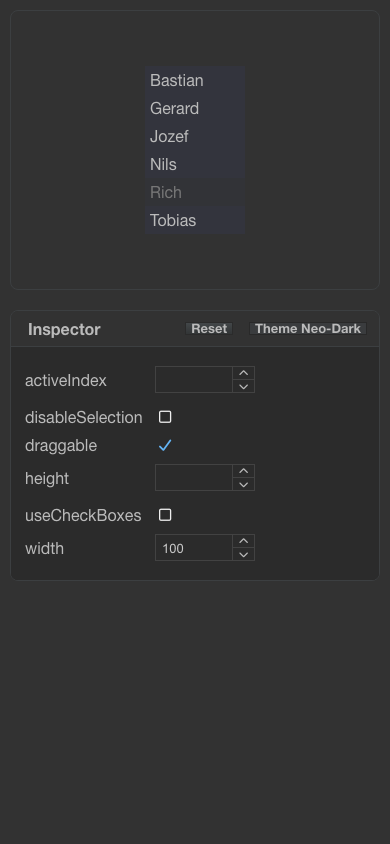 Bastian
Gerard
Jozef
Nils
Rich
Tobias
Inspector Reset Theme Neo-Dark
activeIndex
disableSelection
draggable
height
useCheckBoxes
width 100